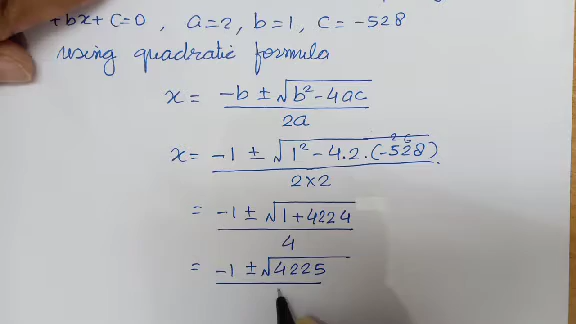 +bx+c=0, a=2, b=1, c=-528
using quadratic formula
x = -b ± √b² - 4ac
2a
x = -1 ± √1² - 4.2.(-528)
2×2
= -1 ± √1+4224
4
= -1 ± √4225